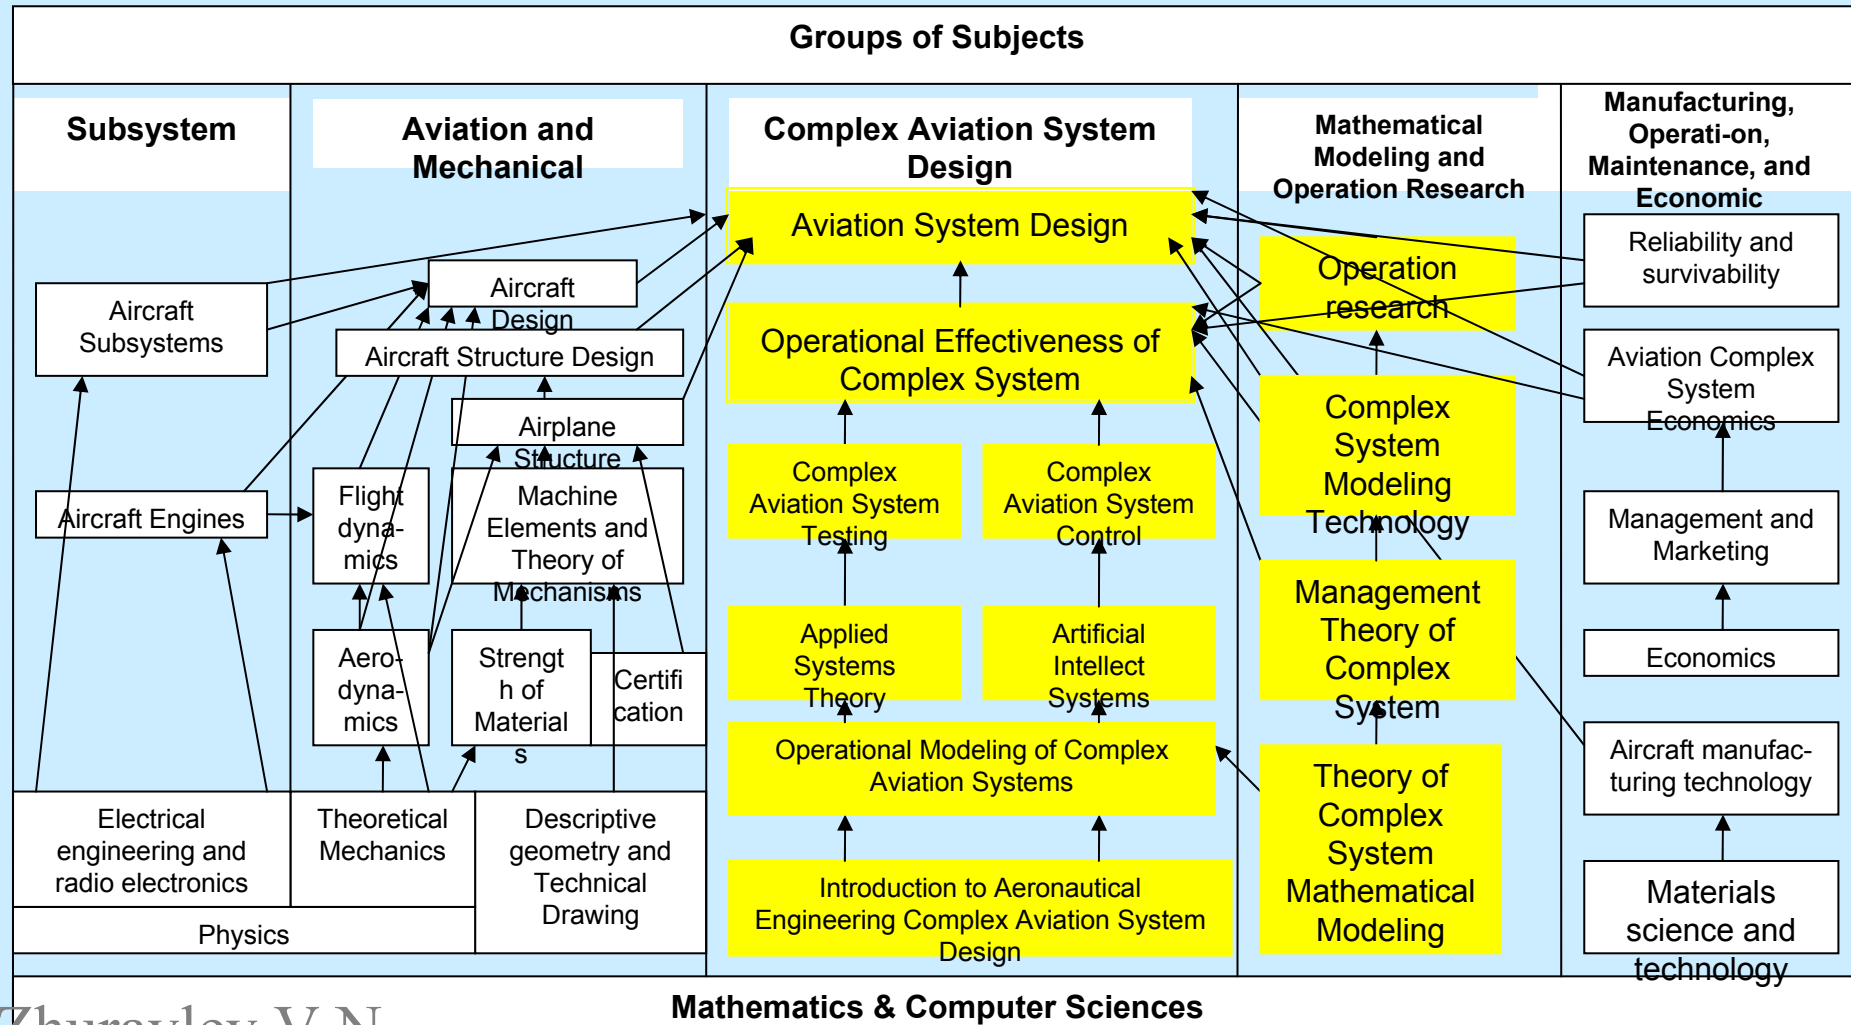 Groups of Subjects
Subsystem
Aviation and
Mechanical
Complex Aviation System
Design
Mathematical
Modeling and
Operation Research
Manufacturing,
Operati-on,
Maintenance, and
Economic
Aircraft
Subsystems
Aircraft Engines
Electrical
engineering and
radio electronics
Physics
Aircraft
Design
Aircraft Structure Design
Airplane
Structure
Flight
dyna-
mics
Machine
Elements and
Theory of
Mechanisms
Aero-
dyna-
mics
Strengt
h of
Material
s
Certifi
cation
Theoretical
Mechanics
Descriptive
geometry and
Technical
Drawing
Aviation System Design
Operational Effectiveness of
Complex System
Complex
Aviation System
Testing
Complex
Aviation System
Control
Applied
Systems
Theory
Artificial
Intellect
Systems
Operational Modeling of Complex
Aviation Systems
Introduction to Aeronautical
Engineering Complex Aviation System
Design
Operation
research
Complex
System
Modeling
Technology
Management
Theory of
Complex
System
Theory of
Complex
System
Mathematical
Modeling
Reliability and
survivability
Aviation Complex
System
Economics
Management and
Marketing
Economics
Aircraft manufac-
turing technology
Materials
science and
technology
Mathematics & Computer Sciences
Zhuravlev V N